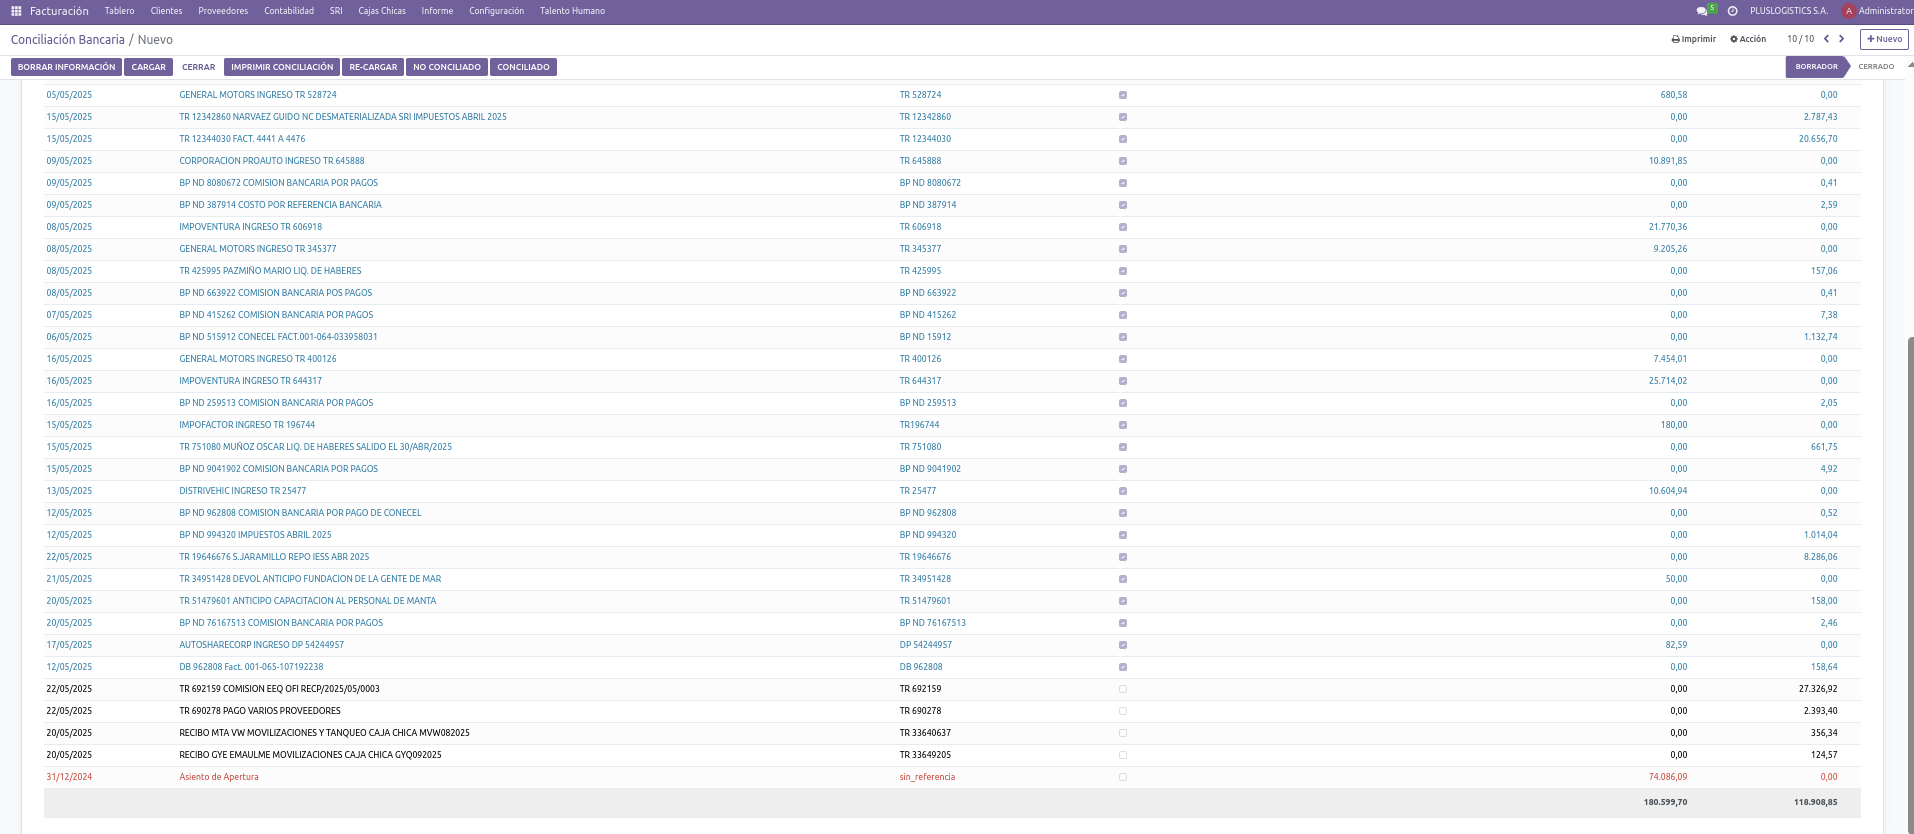 Facturación Tablero Clientes Proveedores Contabilidad SRI Cajas Chicas Informe Configuración Talento Humano 5 PLUSLOGISTICS S.A. A Administrator
Conciliación Bancaria / Nuevo Imprimir Acción 10 / 10 + Nuevo
BORRAR INFORMACIÓN CARGAR CERRAR IMPRIMIR CONCILIACIÓN RE-CARGAR NO CONCILIADO CONCILIADO BORRADOR CERRADO
05/05/2025 GENERAL MOTORS INGRESO TR 528724 TR 528724 680,58 0,00
15/05/2025 TR 12342860 NARVAEZ GUIDO NC DESMATERIALIZADA SRI IMPUESTOS ABRIL 2025 TR 12342860 0,00 2.787,43
15/05/2025 TR 12344030 FACT. 4441 A 4476 TR 12344030 0,00 20.656,70
09/05/2025 CORPORACION PROAUTO INGRESO TR 645888 TR 645888 10.891,85 0,00
09/05/2025 BP ND 8080672 COMISION BANCARIA POR PAGOS BP ND 8080672 0,00 0,41
09/05/2025 BP ND 387914 COSTO POR REFERENCIA BANCARIA BP ND 387914 0,00 2,59
08/05/2025 IMPOVENTURA INGRESO TR 606918 TR 606918 21.770,36 0,00
08/05/2025 GENERAL MOTORS INGRESO TR 345377 TR 345377 9.205,26 0,00
08/05/2025 TR 425995 PAZMIÑO MARIO LIQ. DE HABERES TR 425995 0,00 157,06
08/05/2025 BP ND 663922 COMISION BANCARIA POS PAGOS BP ND 663922 0,00 0,41
07/05/2025 BP ND 415262 COMISION BANCARIA POR PAGOS BP ND 415262 0,00 7,38
06/05/2025 BP ND 515912 CONECEL FACT.001-064-033958031 BP ND 15912 0,00 1.132,74
16/05/2025 GENERAL MOTORS INGRESO TR 400126 TR 400126 7.454,01 0,00
16/05/2025 IMPOVENTURA INGRESO TR 644317 TR 644317 25.714,02 0,00
16/05/2025 BP ND 259513 COMISION BANCARIA POR PAGOS BP ND 259513 0,00 2,05
15/05/2025 IMPOFACTOR INGRESO TR 196744 TR196744 180,00 0,00
15/05/2025 TR 751080 MUÑOZ OSCAR LIQ. DE HABERES SALIDO EL 30/ABR/2025 TR 751080 0,00 661,75
15/05/2025 BP ND 9041902 COMISION BANCARIA POR PAGOS BP ND 9041902 0,00 4,92
13/05/2025 DISTRIVEHIC INGRESO TR 25477 TR 25477 10.604,94 0,00
12/05/2025 BP ND 962808 COMISION BANCARIA POR PAGO DE CONECEL BP ND 962808 0,00 0,52
12/05/2025 BP ND 994320 IMPUESTOS ABRIL 2025 BP ND 994320 0,00 1.014,04
22/05/2025 TR 19646676 S.JARAMILLO REPO IESS ABR 2025 TR 19646676 0,00 8.286,06
21/05/2025 TR 34951428 DEVOL ANTICIPO FUNDACION DE LA GENTE DE MAR TR 34951428 50,00 0,00
20/05/2025 TR 51479601 ANTICIPO CAPACITACION AL PERSONAL DE MANTA TR 51479601 0,00 158,00
20/05/2025 BP ND 76167513 COMISION BANCARIA POR PAGOS BP ND 76167513 0,00 2,46
17/05/2025 AUTOSHARECORP INGRESO DP 54244957 DP 54244957 82,59 0,00
12/05/2025 DB 962808 Fact. 001-065-107192238 DB 962808 0,00 158,64
22/05/2025 TR 692159 COMISION EEQ OFI RECP/2025/05/0003 TR 692159 0,00 27.326,92
22/05/2025 TR 690278 PAGO VARIOS PROVEEDORES TR 690278 0,00 2.393,40
20/05/2025 RECIBO MTA VW MOVILIZACIONES Y TANQUEO CAJA CHICA MVW082025 TR 33640637 0,00 356,34
20/05/2025 RECIBO GYE EMAULME MOVILIZACIONES CAJA CHICA GYQ092025 TR 33649205 0,00 124,57
31/12/2024 Asiento de Apertura sin_referencia 74.086,09 0,00
180.599,70 118.908,85